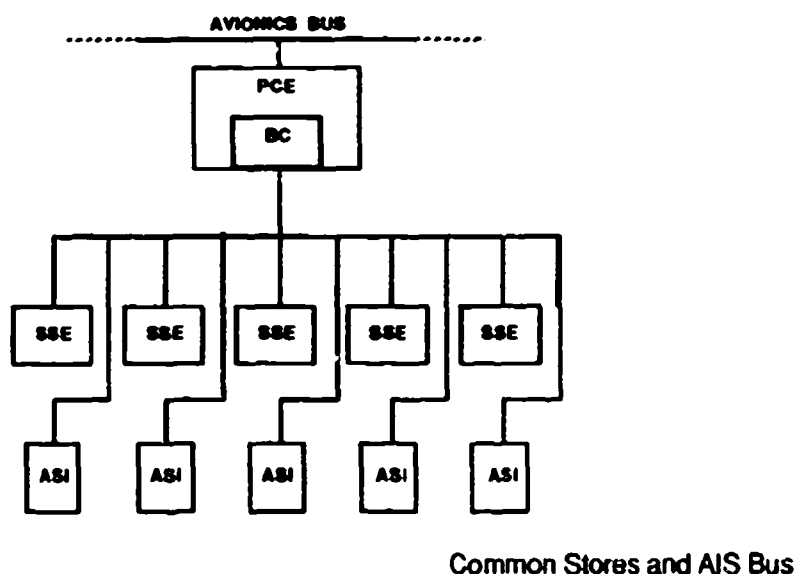 AVIONICS BUS
PCE
BC
SSE SSE SSE SSE SSE
ASI ASI ASI ASI ASI
Common Stores and AIS Bus